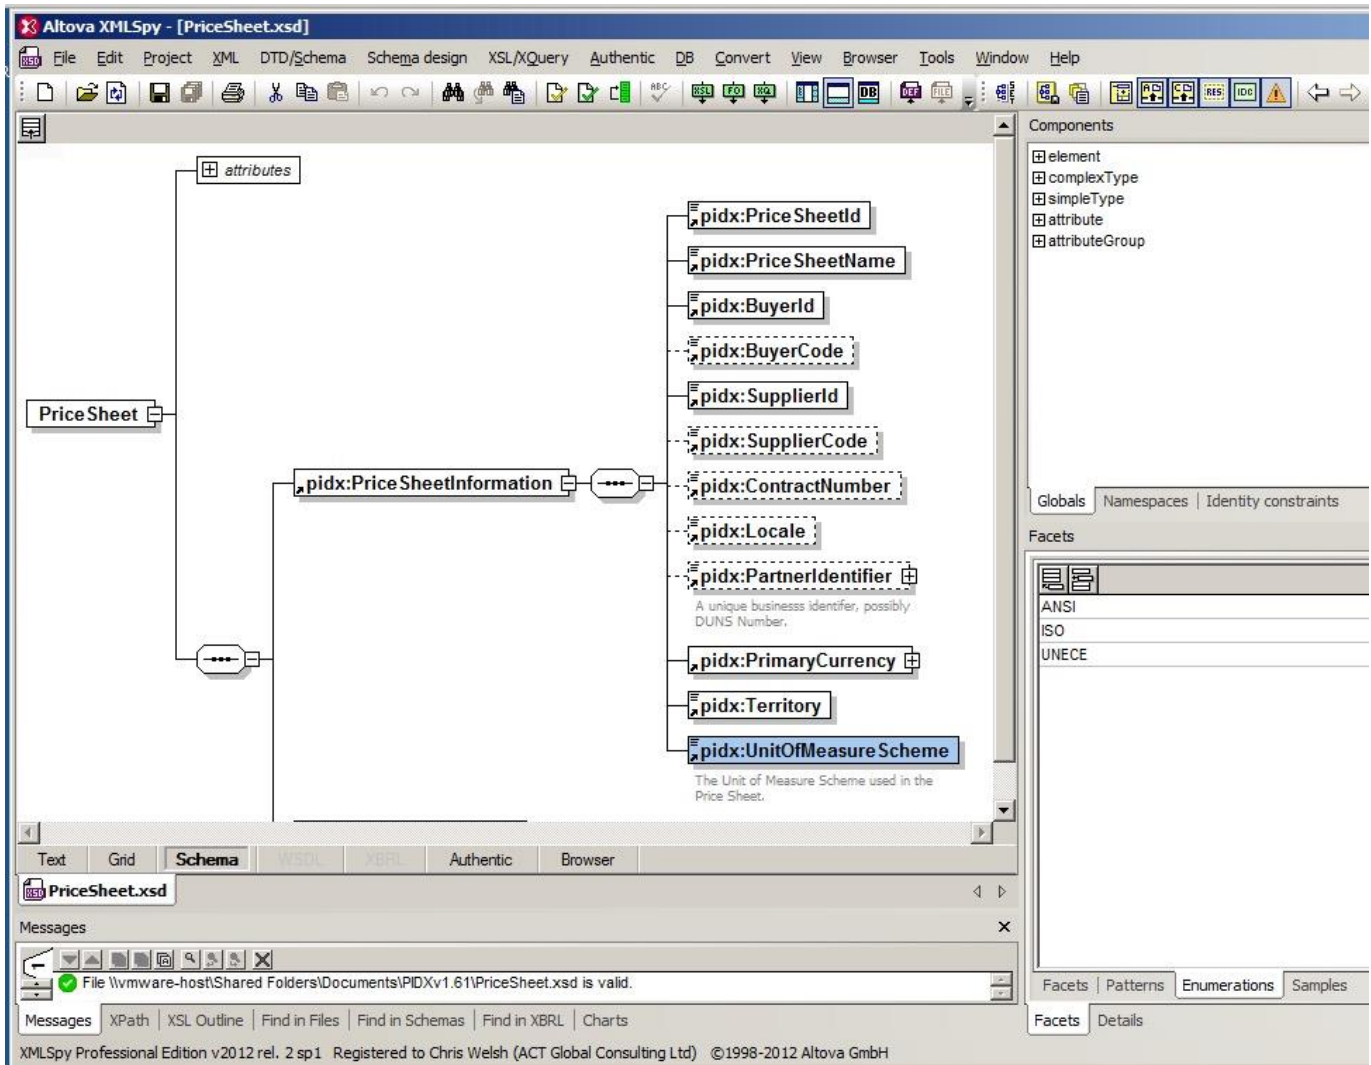 Altova XMLSpy - [PriceSheet.xsd]
File Edit Project XML DTD/Schema Schema design XSL/XQuery Authentic DB Convert View Browser Tools Window Help
attributes
pidx:PriceSheetId
pidx:PriceSheetName
pidx:BuyerId
pidx:BuyerCode
pidx:SupplierId
PriceSheet
pidx:SupplierCode
pidx:PriceSheetInformation
pidx:ContractNumber
pidx:Locale
pidx:PartnerIdentifier
A unique businesss identifer, possibly
DUNS Number.
pidx:PrimaryCurrency
pidx:Territory
pidx:UnitOfMeasureScheme
The Unit of Measure Scheme used in the
Price Sheet.
Text Grid Schema WSDL XBRL Authentic Browser
PriceSheet.xsd
Components
element
complexType
simpleType
attribute
attributeGroup
Globals Namespaces Identity constraints
Facets
ANSI
ISO
UNECE
Facets Patterns Enumerations Samples
Facets Details
Messages
File \\vmware-host\Shared Folders\Documents\PIDXv1.61\PriceSheet.xsd is valid.
Messages XPath XSL Outline Find in Files Find in Schemas Find in XBRL Charts
XMLSpy Professional Edition v2012 rel. 2 sp1 Registered to Chris Welsh (ACT Global Consulting Ltd) ©1998-2012 Altova GmbH